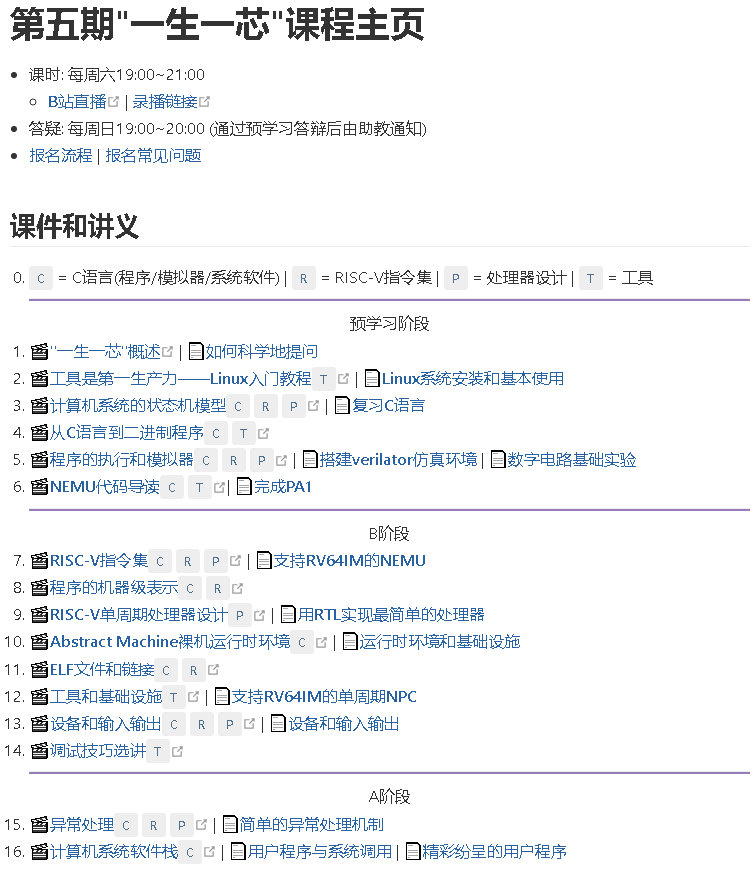 第五期"一生一芯"课程主页
课时: 每周六19:00~21:00
B站直播 | 录播链接
答疑: 每周日19:00~20:00 (通过预学习答辩后由助教通知)
报名流程 | 报名常见问题
课件和讲义
0. C = C语言(程序/模拟器/系统软件) | R = RISC-V指令集 | P = 处理器设计 | T = 工具
预学习阶段
1. "一生一芯"概述 | 如何科学地提问
2. 工具是第一生产力——Linux入门教程 T | Linux系统安装和基本使用
3. 计算机系统的状态机模型 C R P | 复习C语言
4. 从C语言到二进制程序 C T
5. 程序的执行和模拟器 C R P | 搭建verilator仿真环境 | 数字电路基础实验
6. NEMU代码导读 C T | 完成PA1
B阶段
7. RISC-V指令集 C R P | 支持RV64IM的NEMU
8. 程序的机器级表示 C R
9. RISC-V单周期处理器设计 P | 用RTL实现最简单的处理器
10. Abstract Machine裸机运行时环境 C | 运行时环境和基础设施
11. ELF文件和链接 C R
12. 工具和基础设施 T | 支持RV64IM的单周期NPC
13. 设备和输入输出 C R P | 设备和输入输出
14. 调试技巧选讲 T
A阶段
15. 异常处理 C R P | 简单的异常处理机制
16. 计算机系统软件栈 C | 用户程序与系统调用 | 精彩纷呈的用户程序